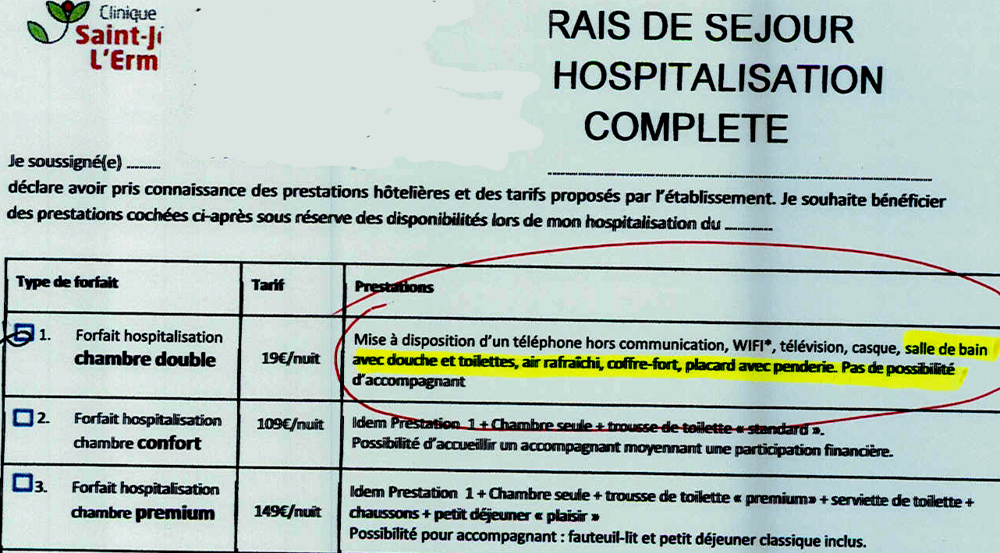 Clinique
Saint-J
L'Erm
RAIS DE SEJOUR
HOSPITALISATION
COMPLETE
Je soussigné(e) ..........
déclare avoir pris connaissance des prestations hôtelières et des tarifs proposés par l'établissement. Je souhaite bénéficier
des prestations cochées ci-après sous réserve des disponibilités lors de mon hospitalisation du ..............
Type de forfait Tarif Prestations
1. Forfait hospitalisation
chambre double
19€/nuit
Mise à disposition d'un téléphone hors communication, WIFI*, télévision, casque, salle de bain
avec douche et toilettes, air rafraîchi, coffre-fort, placard avec penderie. Pas de possibilité
d'accompagnant
2. Forfait hospitalisation
chambre confort
109€/nuit
Idem Prestation 1 + Chambre seule + trousse de toilette « standard ».
Possibilité d'accueilllir un accompagnant moyennant une participation financière.
3. Forfait hospitalisation
chambre premium
149€/nuit
Idem Prestation 1 + Chambre seule + trousse de toilette « premium» + serviette de toilette +
chaussons + petit déjeuner « plaisir »
Possibilité pour accompagnant : fauteuil-lit et petit déjeuner classique inclus.